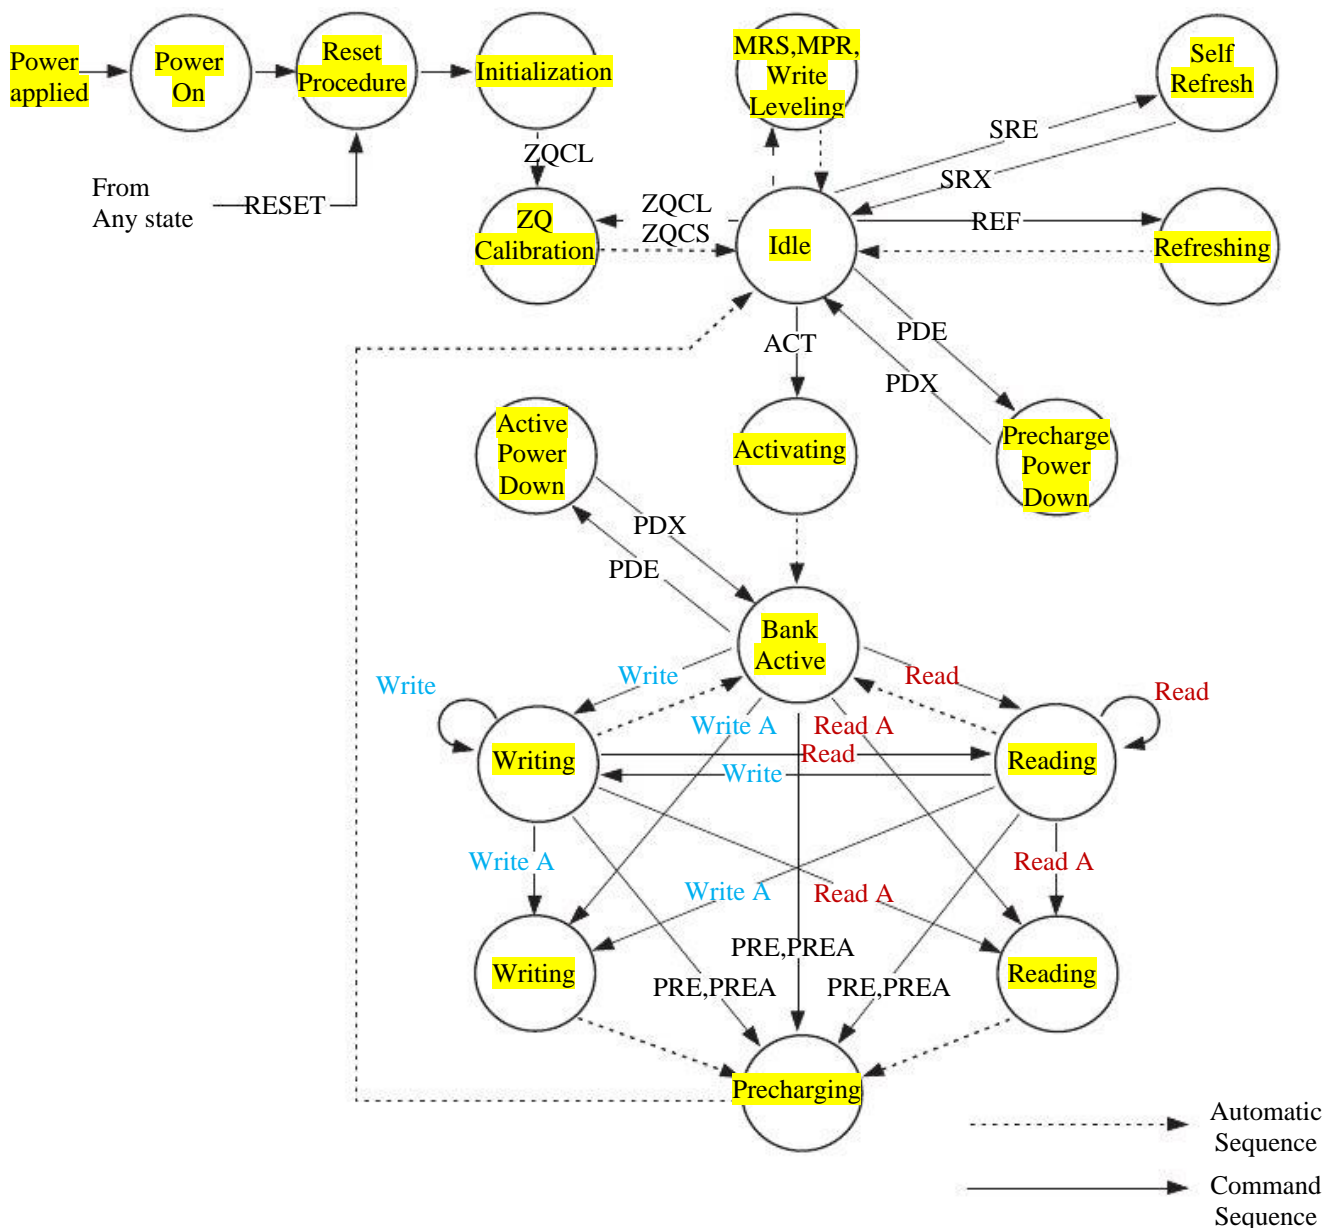 Power
applied
Power
On
Reset
Procedure
Initialization
MRS,MPR,
Write
Leveling
Self
Refresh
ZQCL
SRE
SRX
From
Any state
RESET
ZQ
Calibration
ZQCL
ZQCS
Idle
REF
Refreshing
ACT
PDE
PDX
Active
Power
Down
Activating
Precharge
Power
Down
PDX
PDE
Bank
Active
Write
Write
Read
Read
Write A
Read A
Writing
Read
Write
Reading
Write A
Read A
Write A
Read A
Writing
PRE,PREA
Reading
PRE,PREA
PRE,PREA
Precharging
Automatic
Sequence
Command
Sequence